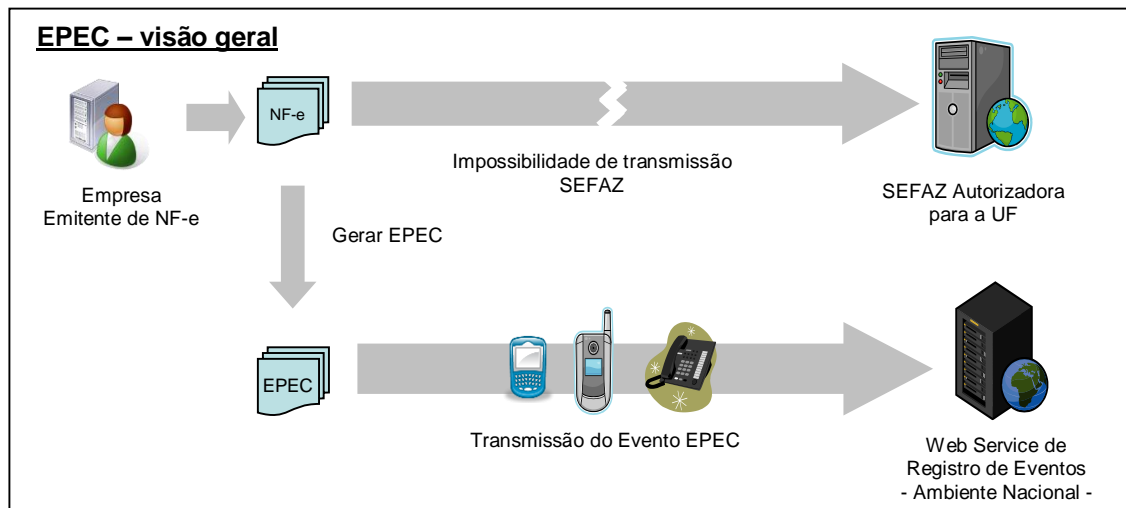 EPEC – visão geral
NF-e
Impossibilidade de transmissão
SEFAZ
Empresa
Emitente de NF-e
SEFAZ Autorizadora
para a UF
Gerar EPEC
EPEC
Transmissão do Evento EPEC
Web Service de
Registro de Eventos
- Ambiente Nacional -